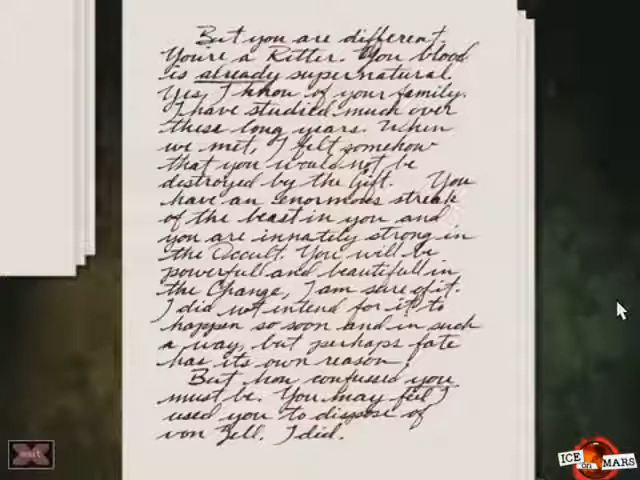 But you are different.
You're a Ritter. You blood
is already supernatural.
Yes, I know of your family.
I have studied much over
these long years. When
we met, I felt somehow
that you would not be
destroyed by the Gift. You
have an enormous streak
of the beast in you and
you are innately strong in
the Occult. You will be
powerfull and beautifull in
the Change, I am sure of it.
I did not intend for it to
happen so soon and in such
a way, but perhaps fate
has its own reason.
But how confused you
must be. You may feel I
used you to dispose of
von Zell. I did.
exit
ICE on MARS